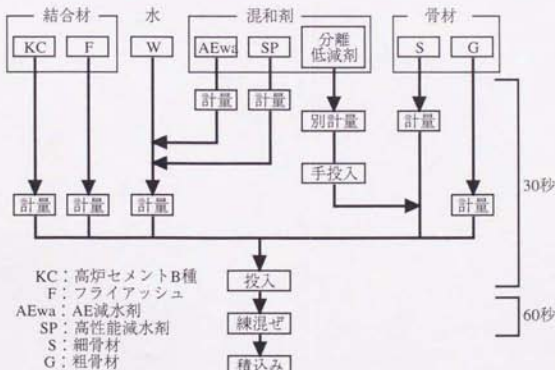 結合材 水 混和剤 骨材
KC F W AEwa SP 分離 S G
低減剤
計量 計量 別計量 計量
手投入
30秒
計量 計量 計量 計量
KC：高炉セメントB種 投入
F：フライアッシュ
AEwa：AE減水剤 練混ぜ 60秒
SP：高性能減水剤
S：細骨材
G：粗骨材 積込み